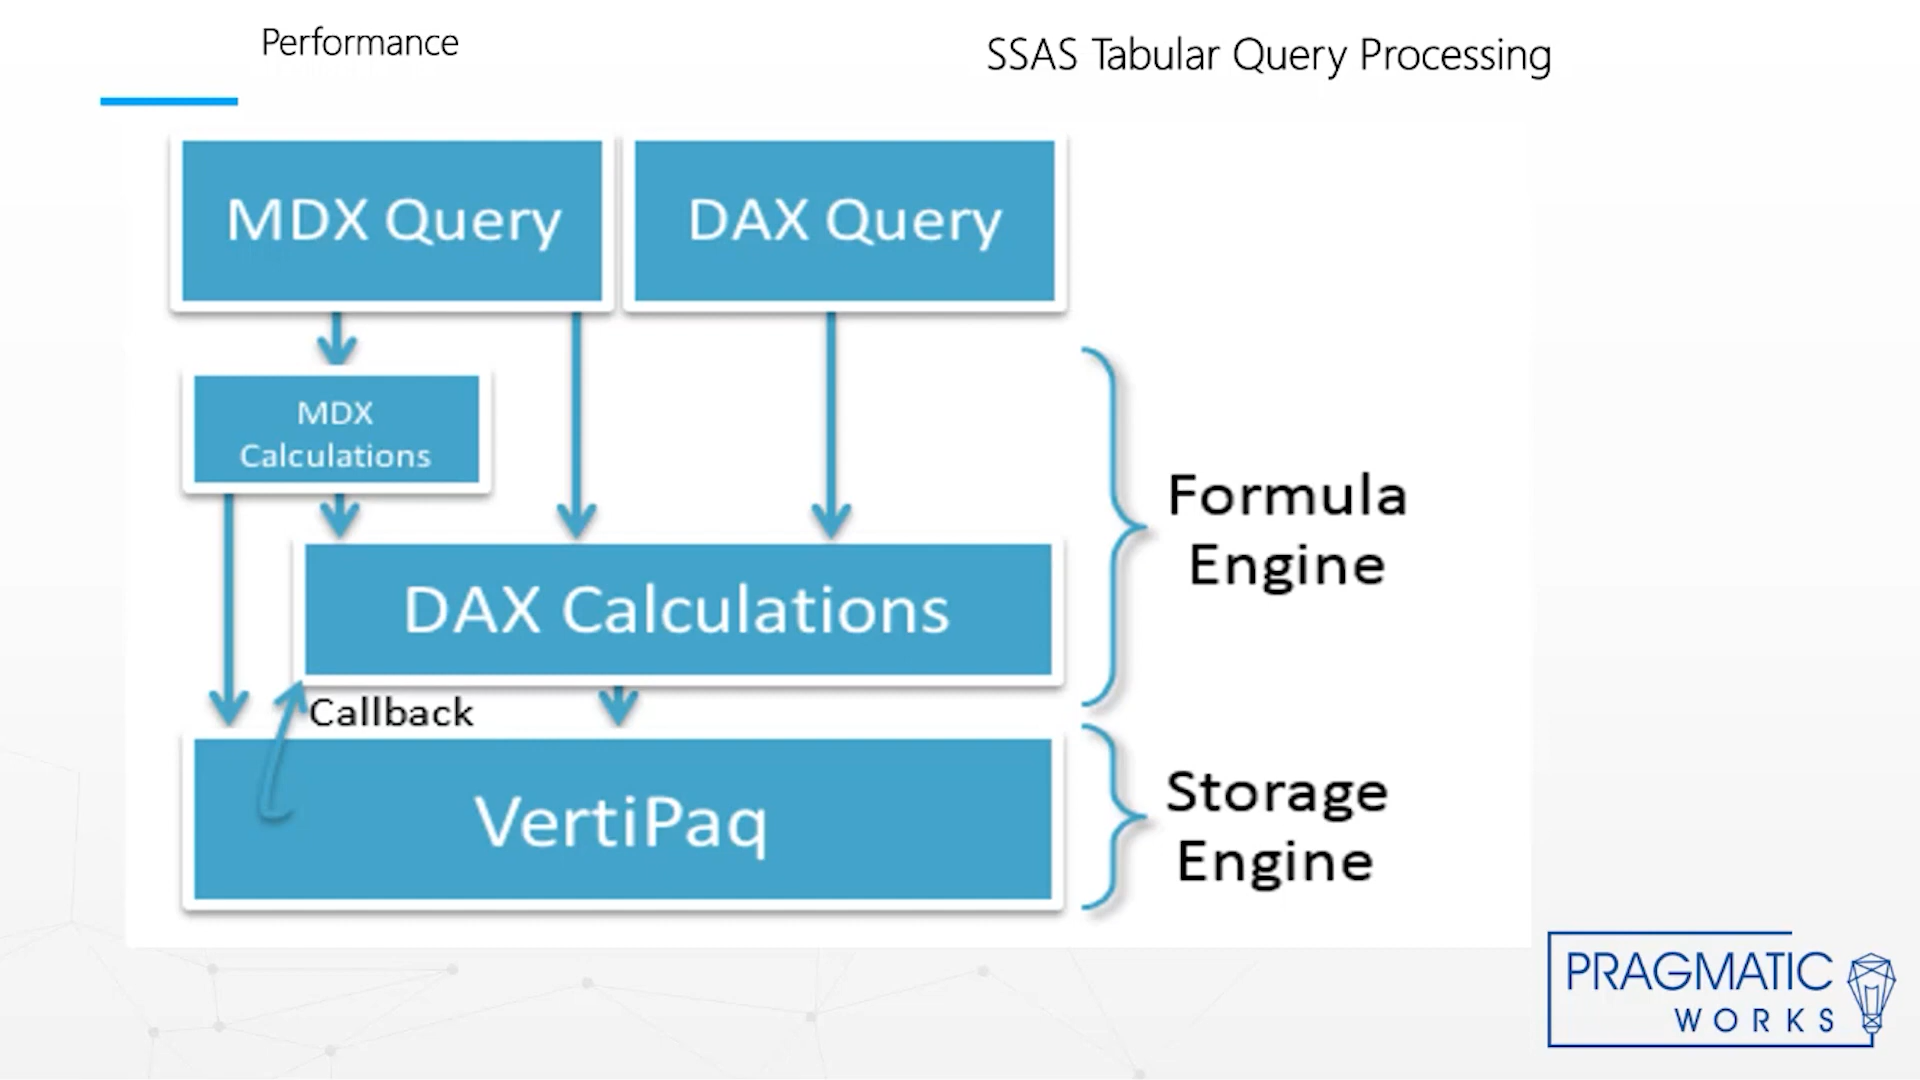 Performance
SSAS Tabular Query Processing
MDX Query
DAX Query
MDX
Calculations
DAX Calculations
Callback
VertiPaq
Formula
Engine
Storage
Engine
PRAGMATIC
WORKS